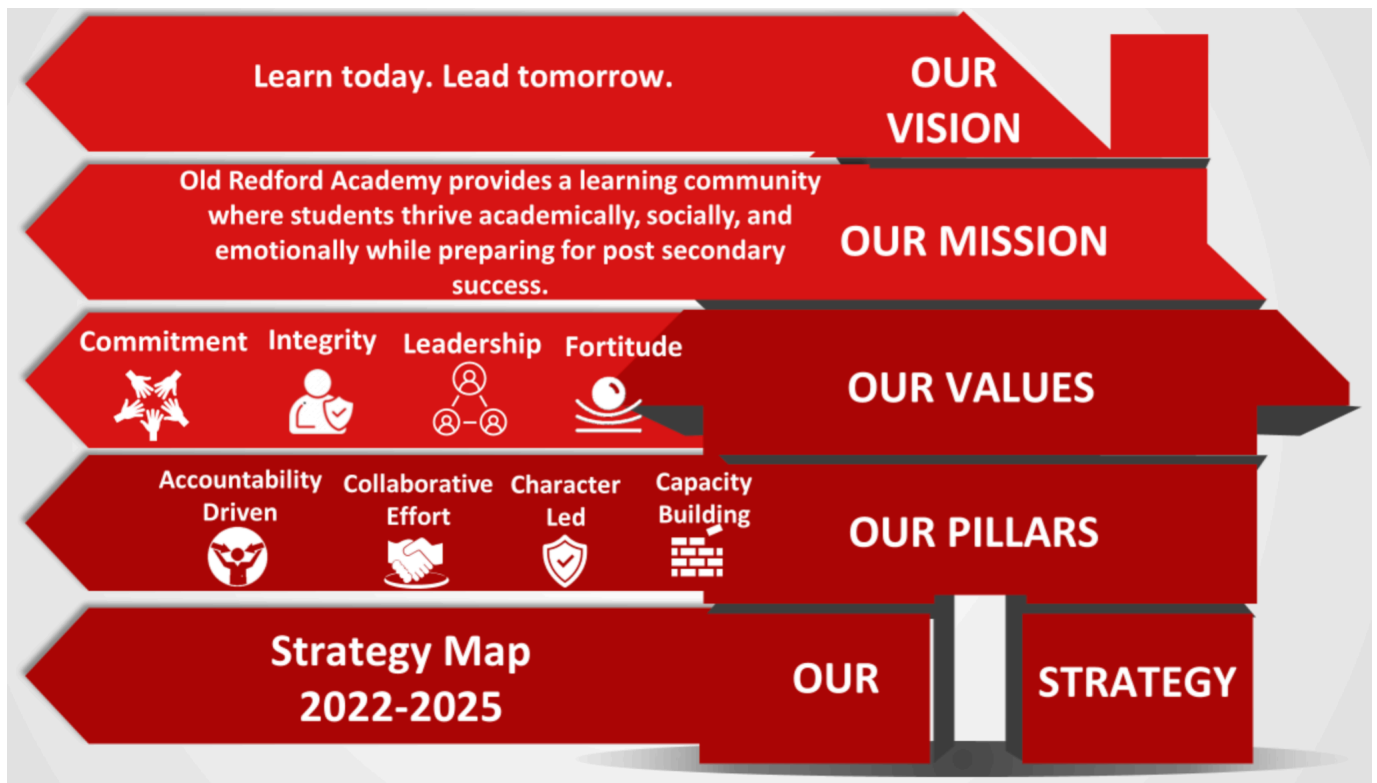 Learn today. Lead tomorrow.
OUR
VISION
Old Redford Academy provides a learning community
where students thrive academically, socially, and
emotionally while preparing for post secondary
success.
OUR MISSION
Commitment Integrity Leadership Fortitude
OUR VALUES
Accountability
Driven
Collaborative
Effort
Character
Led
Capacity
Building
OUR PILLARS
Strategy Map
2022-2025
OUR STRATEGY